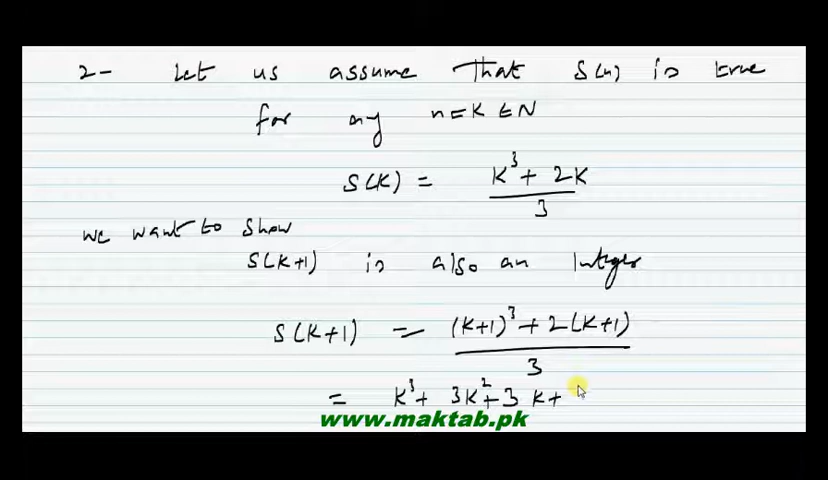 2- Let us assume That S(n) is true
for any n=K ∈N
S(K) = K³+ 2K / 3
we want to show
S(K+1) is also an Integer
S(K+1) = (K+1)³+ 2(K+1) / 3
= K³+ 3K²+3 K+
www.maktab.pk